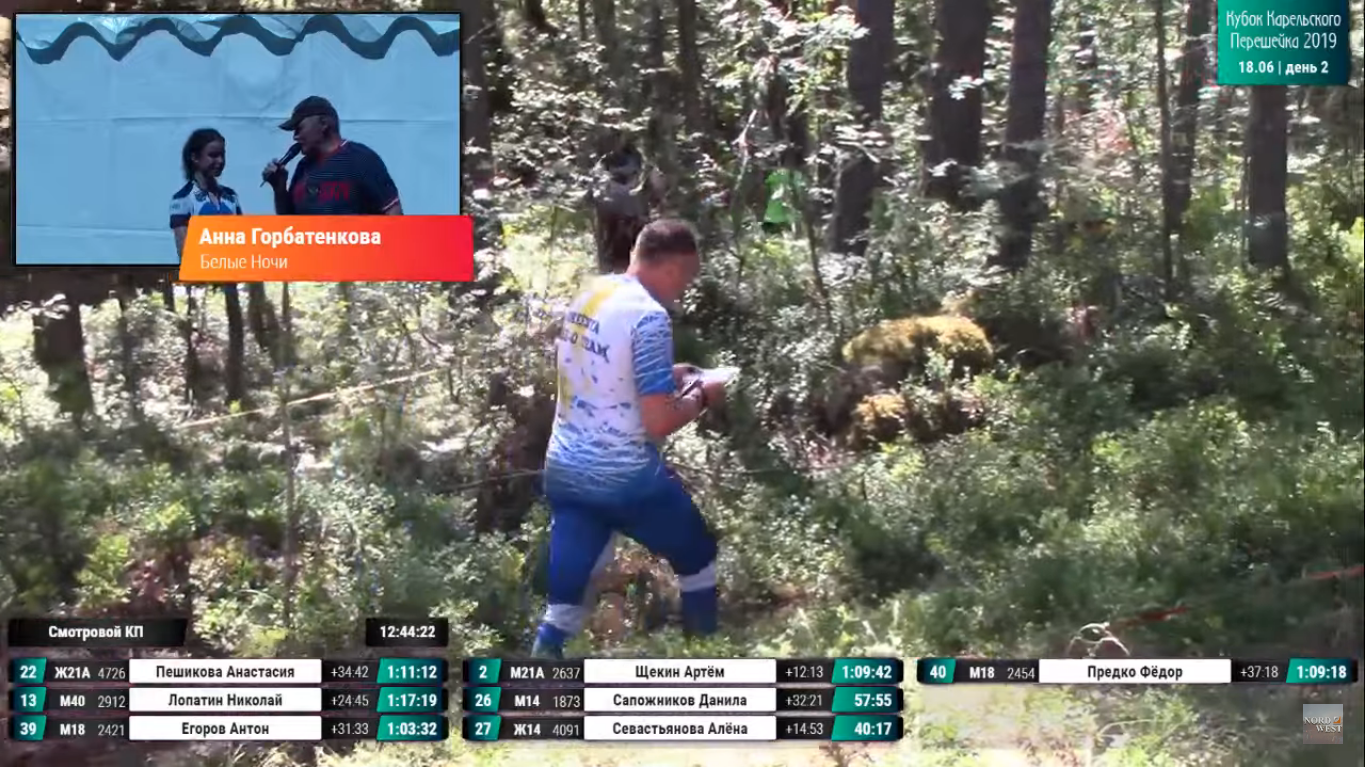 Кубок Карельского
Перешейка 2019
18.06 | день 2
Анна Горбатенкова
Белые Ночи
TEAM
Смотровой КП
12:44:22
22 Ж21А 4726 Пешикова Анастасия +34:42 1:11:12
13 М40 2912 Лопатин Николай +24:45 1:17:19
39 М18 2421 Егоров Антон +31:33 1:03:32
2 М21А 2637 Щекин Артём +12:13 1:09:42
26 М14 1873 Сапожников Данила +32:21 57:55
27 Ж14 4091 Севастьянова Алёна +14:53 40:17
40 М18 2454 Предко Фёдор +37:18 1:09:18
NORD
WEST